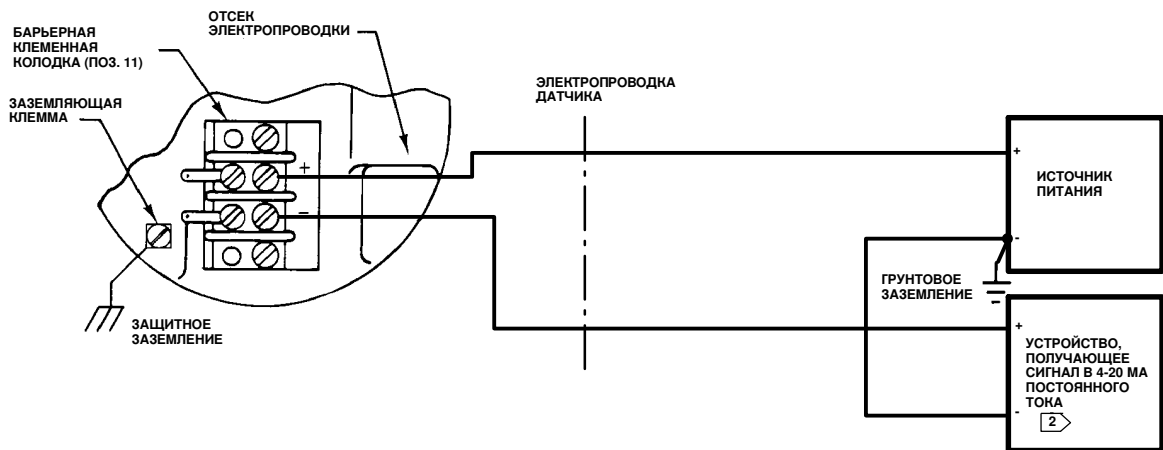 БАРЬЕРНАЯ
КЛЕМЕННАЯ
КОЛОДКА (ПОЗ. 11)
ОТСЕК
ЭЛЕКТРОПРОВОДКИ
ЗАЗЕМЛЯЮЩАЯ
КЛЕММА
ЭЛЕКТРОПРОВОДКА
ДАТЧИКА
+
−
ЗАЩИТНОЕ
ЗАЗЕМЛЕНИЕ
+
ИСТОЧНИК
ПИТАНИЯ
-
ГРУНТОВОЕ
ЗАЗЕМЛЕНИЕ
+
УСТРОЙСТВО,
ПОЛУЧАЮЩЕЕ
СИГНАЛ В 4-20 МА
ПОСТОЯННОГО
ТОКА
-
2